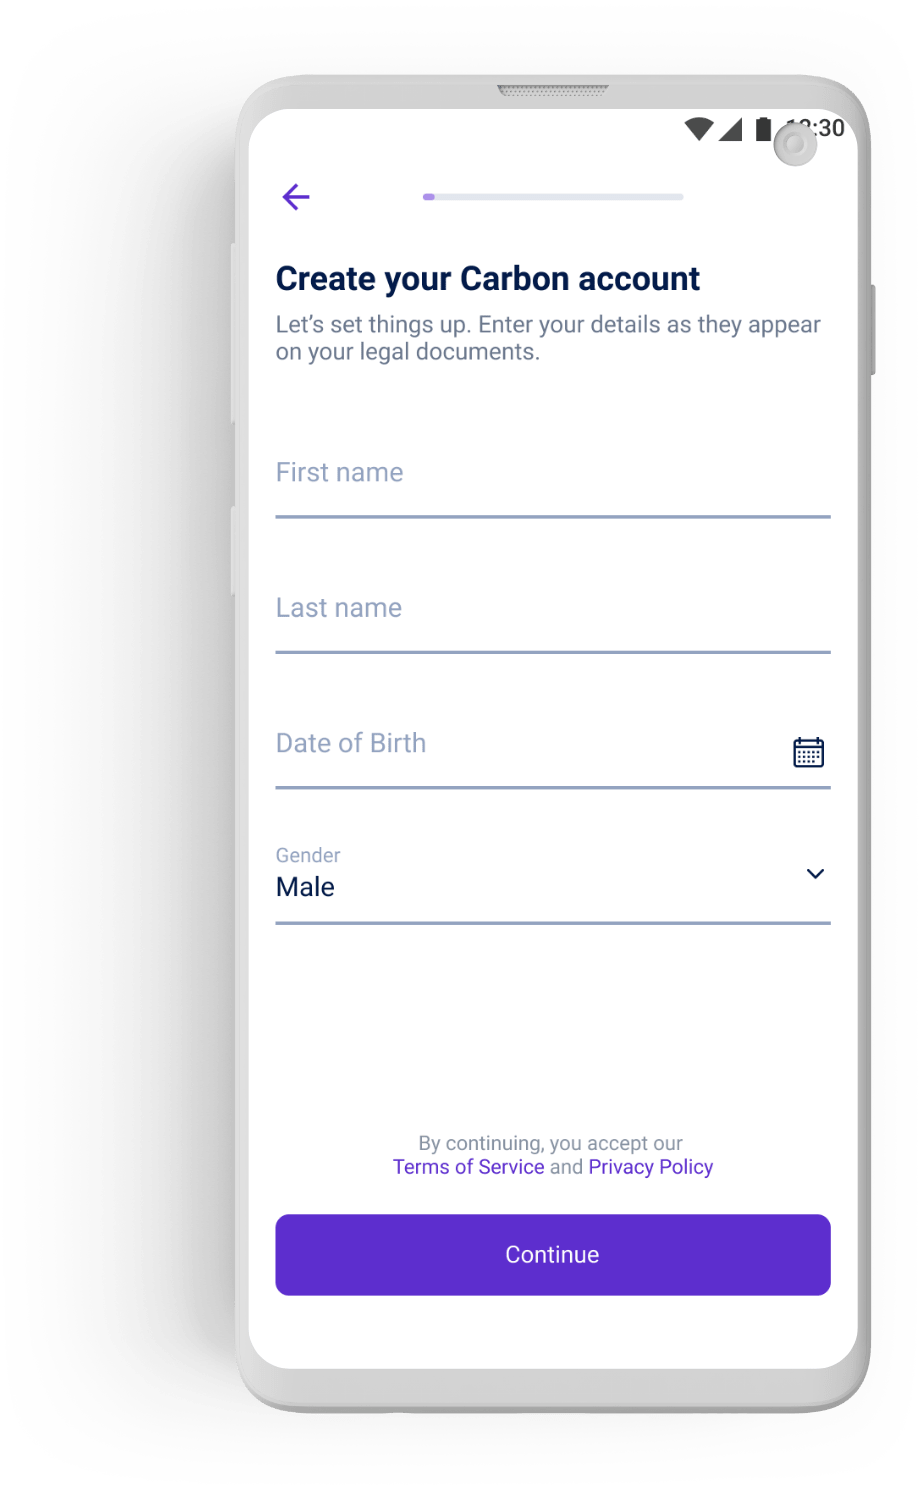 :30
Create your Carbon account
Let’s set things up. Enter your details as they appear
on your legal documents.
First name
Last name
Date of Birth
Gender
Male
By continuing, you accept our
Terms of Service and Privacy Policy
Continue